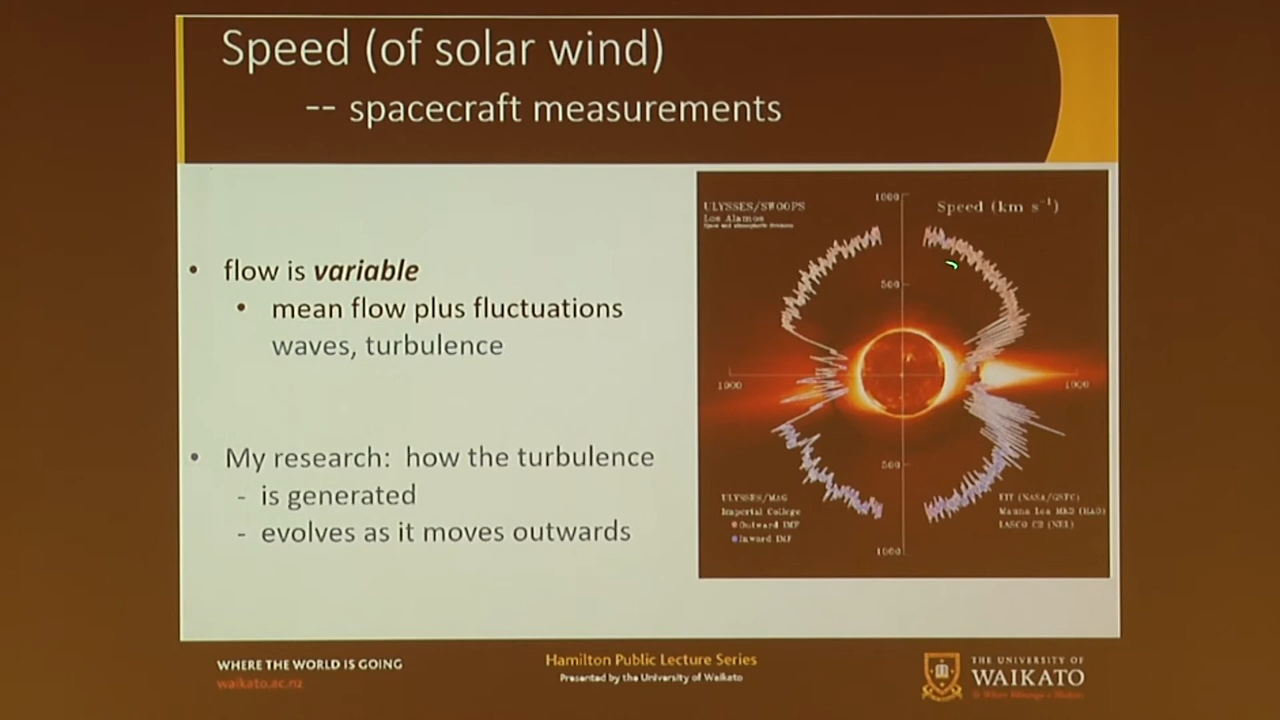 Speed (of solar wind)
-- spacecraft measurements
• flow is variable
• mean flow plus fluctuations
waves, turbulence
• My research: how the turbulence
- is generated
- evolves as it moves outwards
ULYSSES/SWOOPS
Los Alamos
Speed (km s⁻¹)
1000
500
1000
1000
500
1000
ULYSSES/MAG
Imperial College
Outward IMF
Inward IMF
EIT (NASA/GSFC)
Mauna Loa MK3 (HAO)
LASCO C2 (NRL)
WHERE THE WORLD IS GOING
waikato.ac.nz
Hamilton Public Lecture Series
Presented by the University of Waikato
THE UNIVERSITY OF
WAIKATO